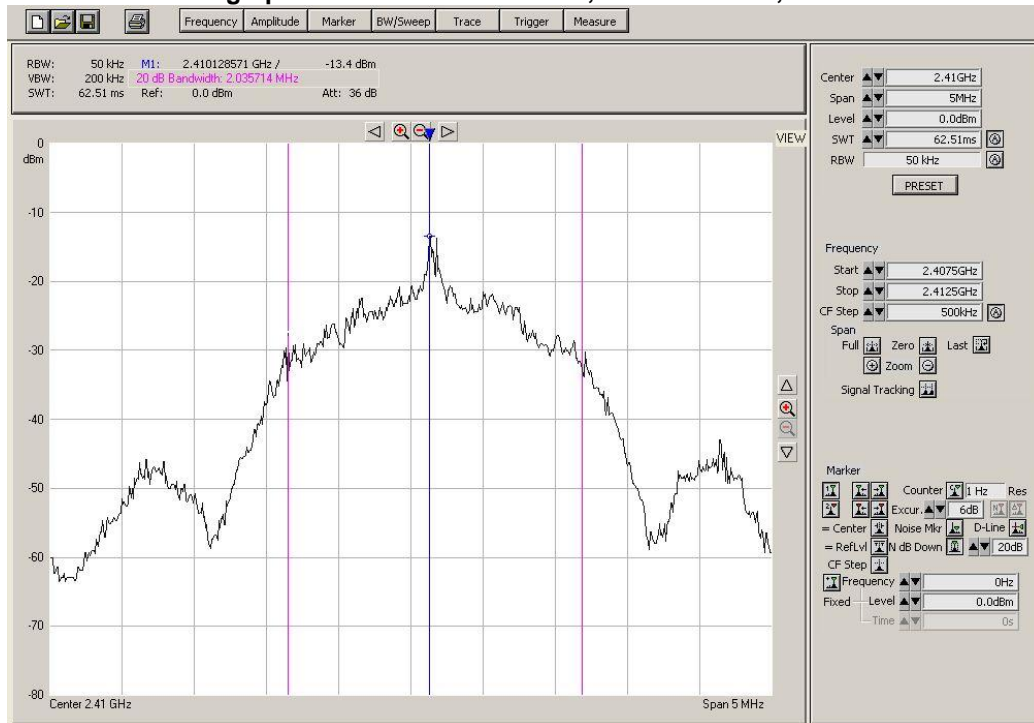 Frequency Amplitude Marker BW/Sweep Trace Trigger Measure
RBW: 50 kHz M1: 2.410128571 GHz / -13.4 dBm
VBW: 200 kHz 20 dB Bandwidth: 2.035714 MHz
SWT: 62.51 ms Ref: 0.0 dBm Att: 36 dB
VIEW
0
dBm
-10
-20
-30
-40
-50
-60
-70
-80
Center 2.41 GHz Span 5 MHz
Center 2.41GHz
Span 5MHz
Level 0.0dBm
SWT 62.51ms
RBW 50 kHz
PRESET
Frequency
Start 2.4075GHz
Stop 2.4125GHz
CF Step 500kHz
Span
Full Zero Last
Zoom
Signal Tracking
Marker
Counter 1 Hz Res
Excur. 6dB
= Center Noise Mkr D-Line
= RefLvl N dB Down 20dB
CF Step
Frequency 0Hz
Fixed Level 0.0dBm
Time 0s